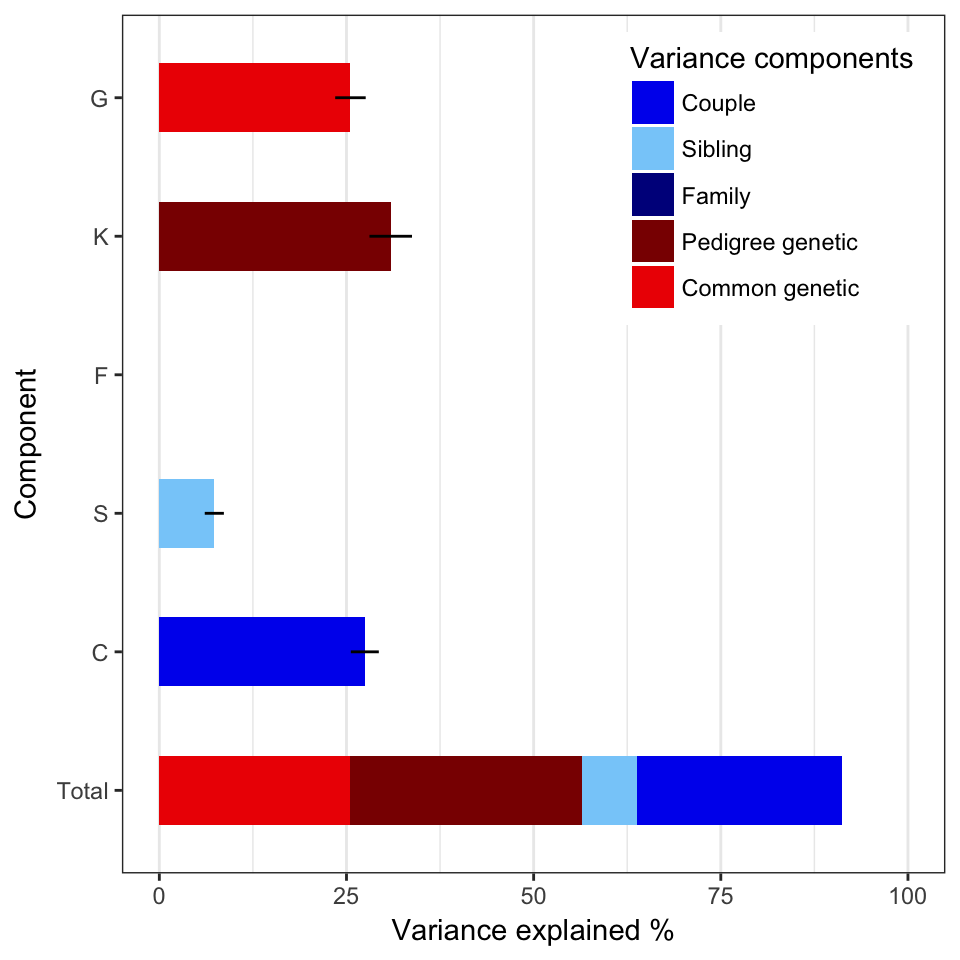 Variance components
Couple
Sibling
Family
Pedigree genetic
Common genetic
Component
G
K
F
S
C
Total
0 25 50 75 100
Variance explained %